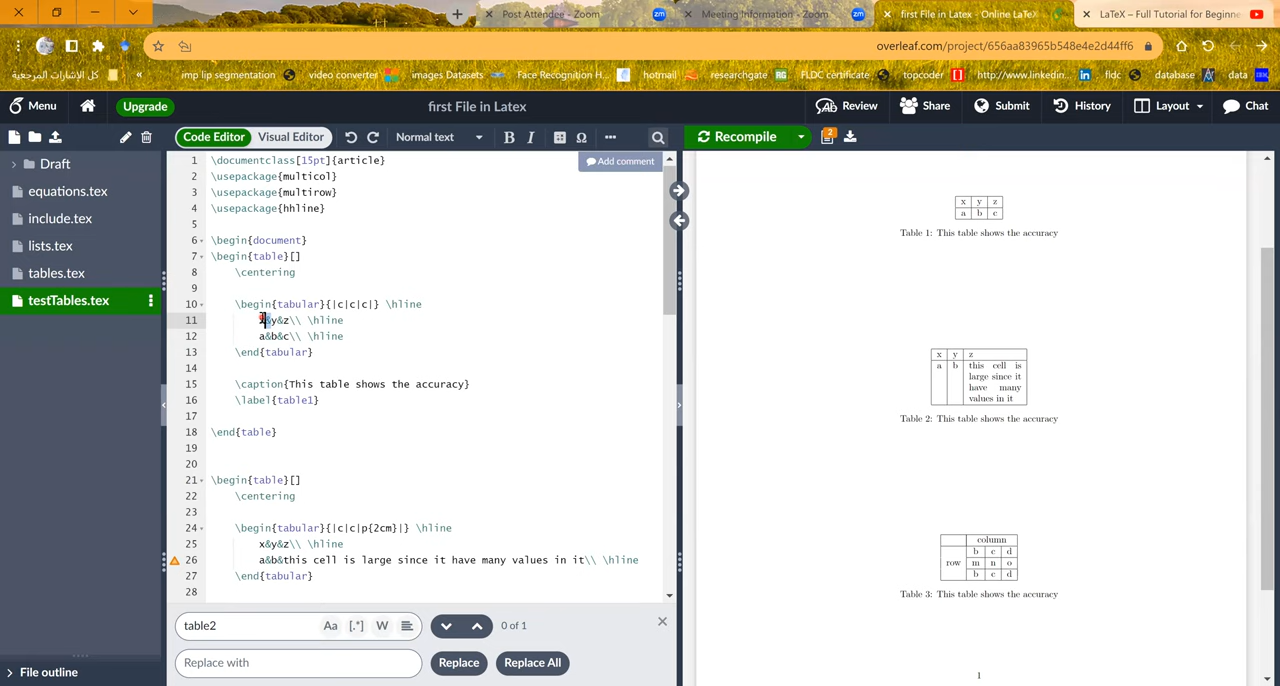 Post Attendee - Zoom
Meeting Information - Zoom
first File in Latex - Online LaTeX
LaTeX – Full Tutorial for Beginne
overleaf.com/project/656aa83965b548e4e2d44ff6
كل الإشارات المرجعية
imp lip segmentation
video converter
images Datasets
Face Recognition H...
hotmail
researchgate
FLDC certificate
topcoder
http://www.linkedin...
fldc
database
data
Menu
Upgrade
first File in Latex
Review
Share
Submit
History
Layout
Chat
Code Editor
Visual Editor
Normal text
B
I
Ω
Recompile
2
Draft
equations.tex
include.tex
lists.tex
tables.tex
testTables.tex
File outline
Add comment
1 \documentclass[15pt]{article}
2 \usepackage{multicol}
3 \usepackage{multirow}
4 \usepackage{hhline}
5
6 \begin{document}
7 \begin{table}[]
8 \centering
9
10 \begin{tabular}{|c|c|c|} \hline
11 x&y&z\\ \hline
12 a&b&c\\ \hline
13 \end{tabular}
14
15 \caption{This table shows the accuracy}
16 \label{table1}
17
18 \end{table}
19
20
21 \begin{table}[]
22 \centering
23
24 \begin{tabular}{|c|c|p{2cm}|} \hline
25 x&y&z\\ \hline
26 a&b&this cell is large since it have many values in it\\ \hline
27 \end{tabular}
28
table2
Aa
[.*]
W
0 of 1
Replace with
Replace
Replace All
x y z
a b c
Table 1: This table shows the accuracy
x y z
a b this cell is
large since it
have many
values in it
Table 2: This table shows the accuracy
column
b c d
row m n o
b c d
Table 3: This table shows the accuracy
1